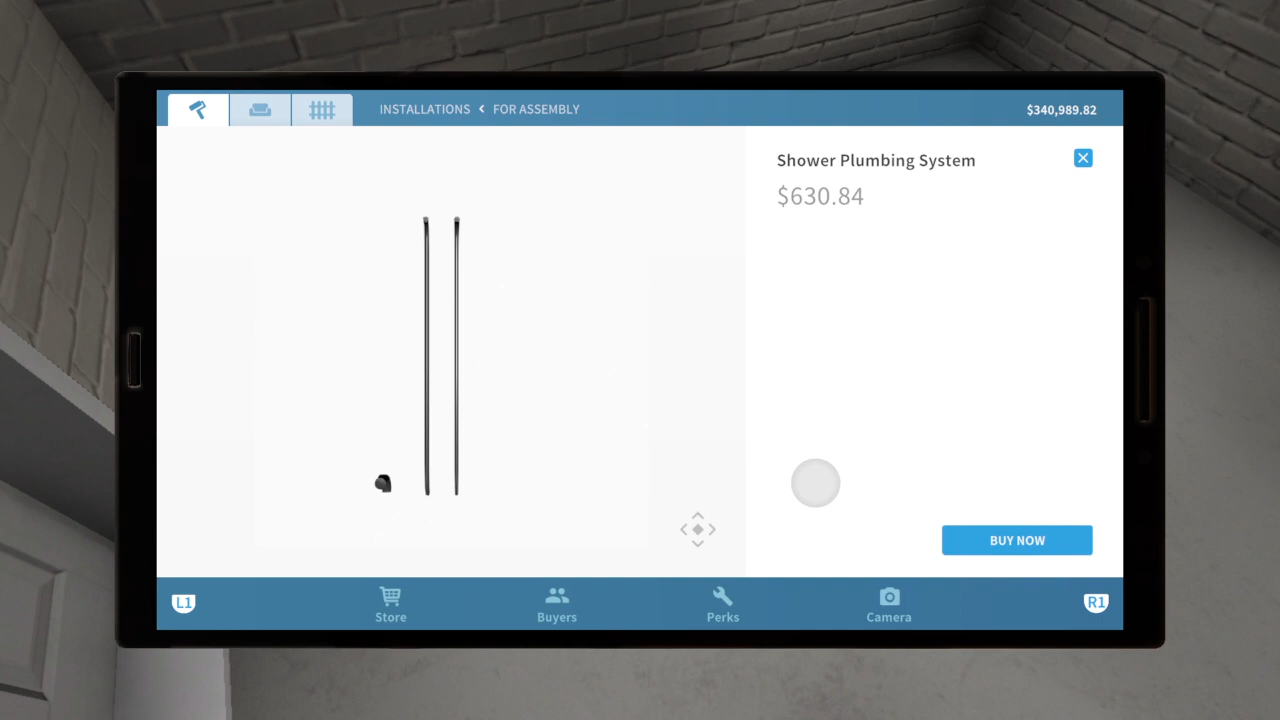 INSTALLATIONS < FOR ASSEMBLY
$340,989.82
Shower Plumbing System
$630.84
BUY NOW
L1
Store
Buyers
Perks
Camera
R1